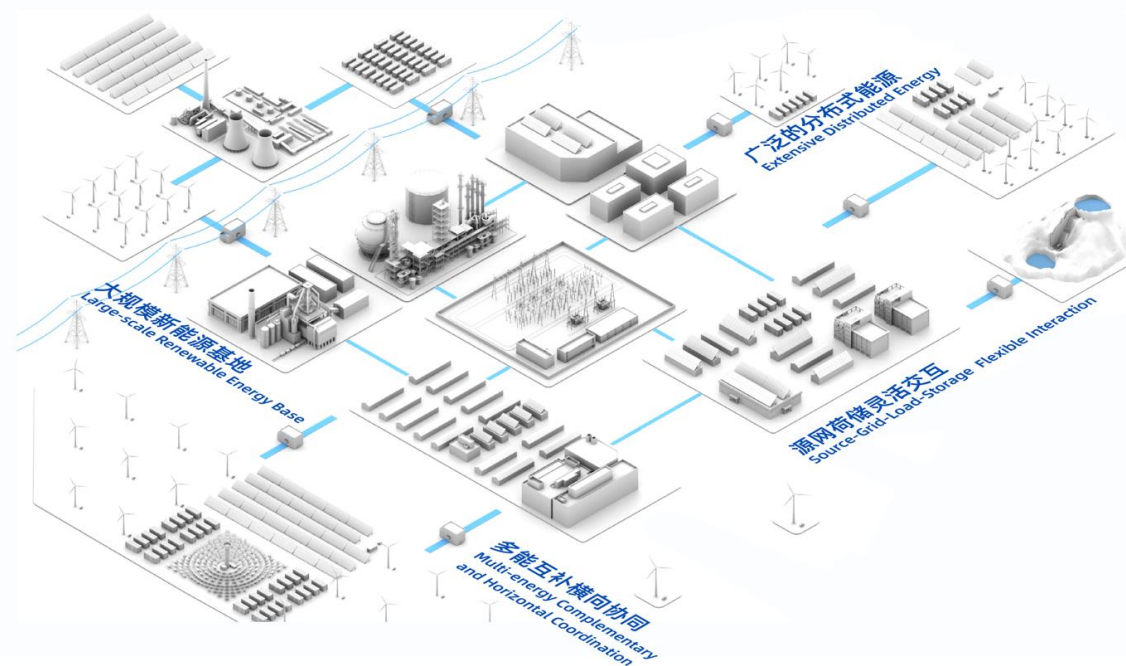 广泛的分布式能源
Extensive Distributed Energy
大规模新能源基地
Large-scale Renewable Energy Base
源网荷储灵活交互
Source-Grid-Load-Storage Flexible Interaction
多能互补横向协同
Multi-energy Complementary
and Horizontal Coordination